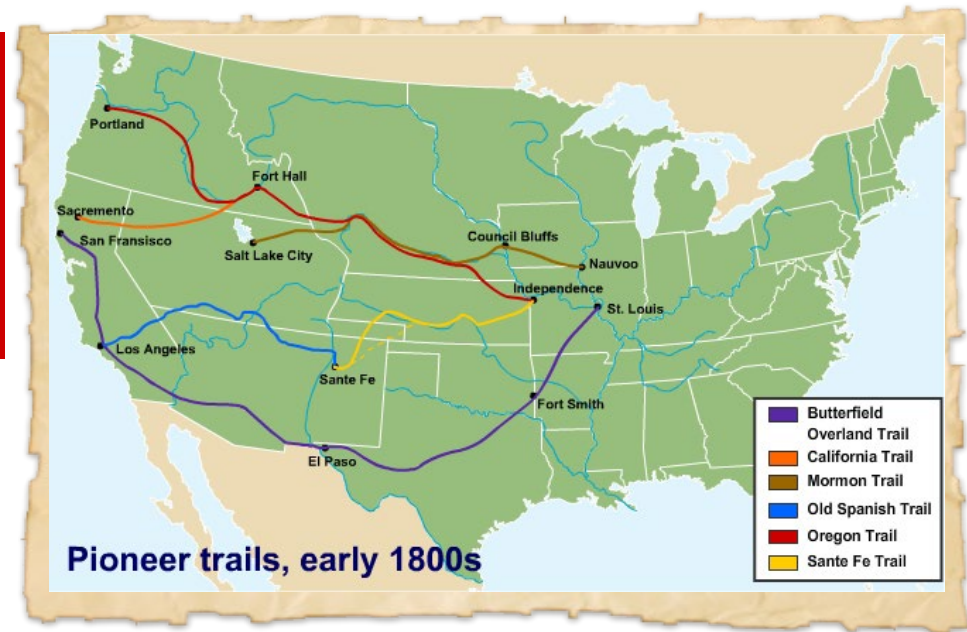 Portland
Fort Hall
Sacramento
San Fransisco
Salt Lake City
Council Bluffs
Nauvoo
Independence
St. Louis
Los Angeles
Sante Fe
Fort Smith
El Paso
Butterfield
Overland Trail
California Trail
Mormon Trail
Old Spanish Trail
Oregon Trail
Sante Fe Trail
Pioneer trails, early 1800s